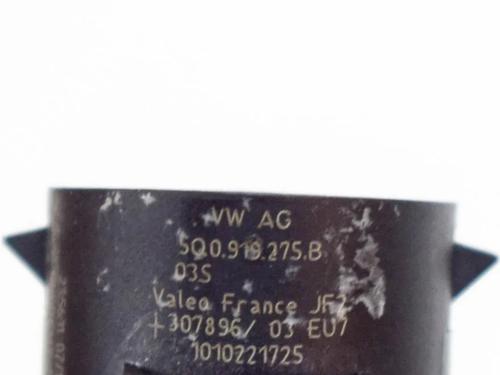 VW AG
5Q0.919.275.B
03S
Valeo France JF2
+307896/ 03 EU7
1010221725